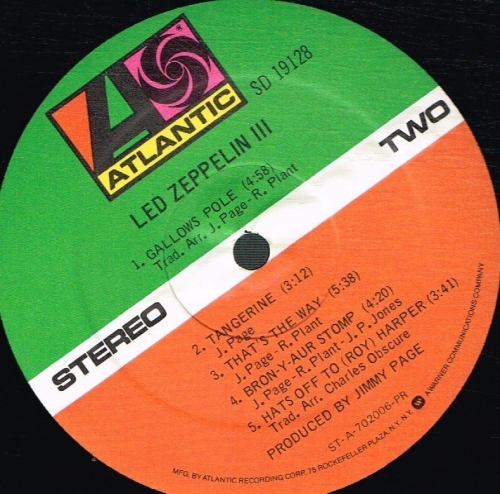 ATLANTIC
SD 19128
LED ZEPPELIN III
1. GALLOWS POLE (4:58)
Trad. Arr. J. Page-R. Plant
STEREO
TWO
2. TANGERINE (3:12)
J. Page
3. THAT'S THE WAY (5:38)
J. Page-R. Plant
4. BRON-Y-AUR STOMP (4:20)
J. Page-R. Plant-J. P. Jones
5. HATS OFF TO (ROY) HARPER (3:41)
Trad. Arr. Charles Obscure
PRODUCED BY JIMMY PAGE
ST-A-702006-PR
MFG. BY ATLANTIC RECORDING CORP. 75 ROCKEFELLER PLAZA, N.Y. N.Y. A WARNER COMMUNICATIONS COMPANY